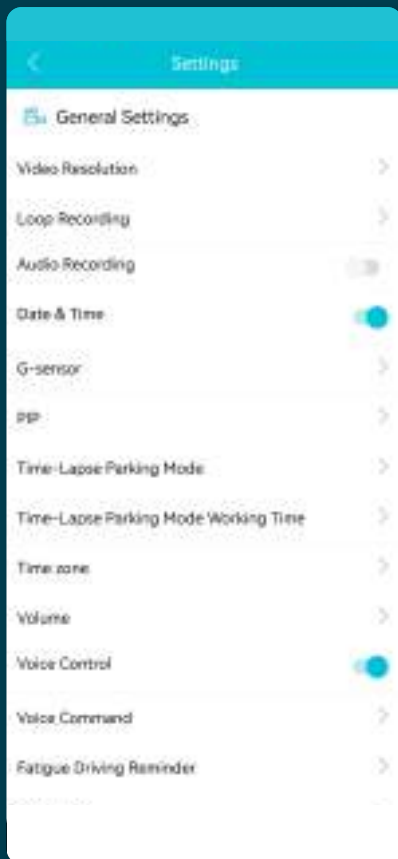 Settings
General Settings
Video Resolution
Loop Recording
Audio Recording
Date & Time
G-sensor
PIP
Time-Lapse Parking Mode
Time-Lapse Parking Mode Working Time
Time zone
Volume
Voice Control
Voice Command
Fatigue Driving Reminder